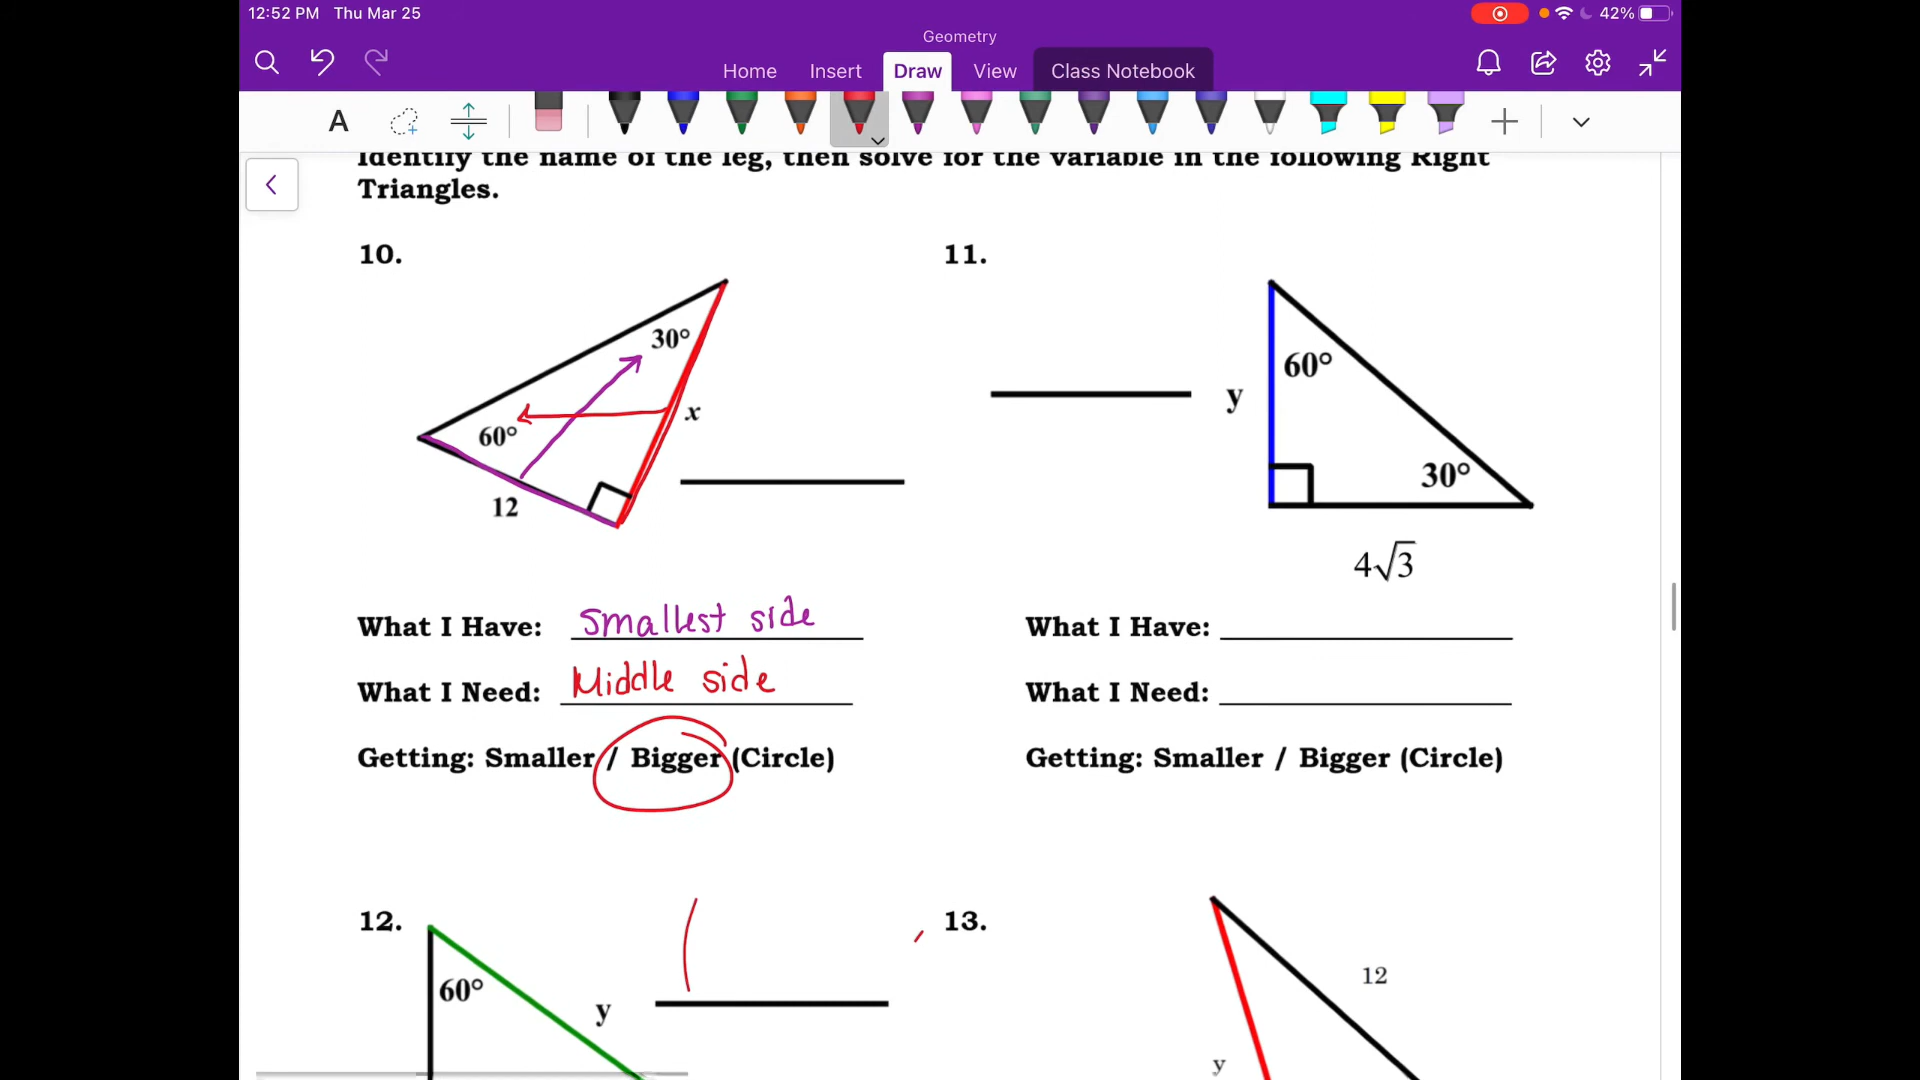 12:52 PM Thu Mar 25
42%
Geometry
Home Insert Draw View Class Notebook
A
Identify the name of the leg, then solve for the variable in the following Right
Triangles.
10.
30°
60°
x
12
What I Have: Smallest side
What I Need: Middle side
Getting: Smaller / Bigger (Circle)
11.
60°
y
30°
4√3
What I Have:
What I Need:
Getting: Smaller / Bigger (Circle)
12.
60°
y
13.
12
y